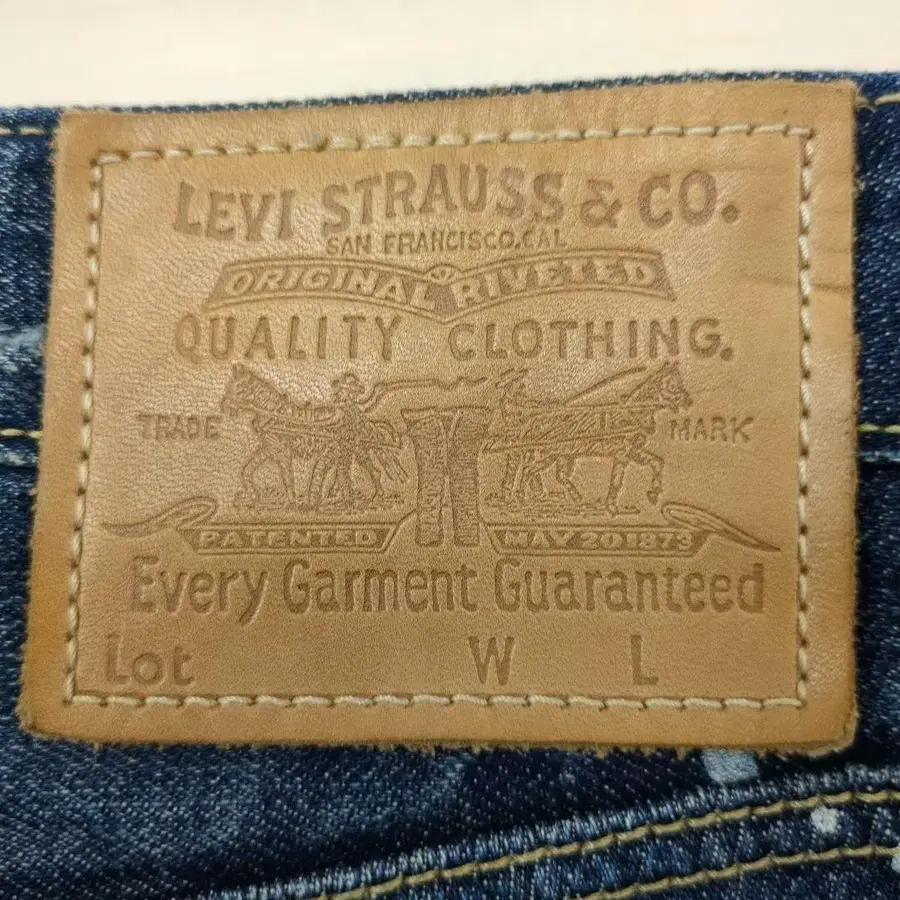 LEVI STRAUSS & CO.
SAN FRANCISCO.CAL
ORIGINAL RIVETED
QUALITY CLOTHING.
TRADE MARK
PATENTED MAY 20 1873
Every Garment Guaranteed
Lot W L